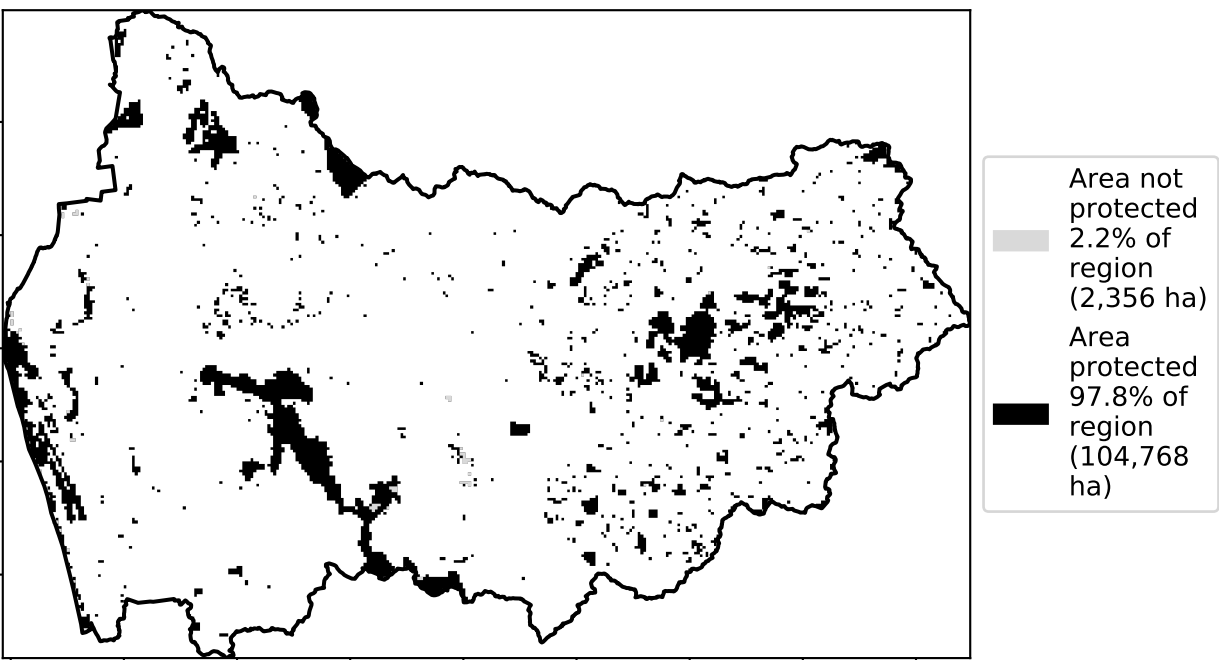 Area not
protected
2.2% of
region
(2,356 ha)
Area
protected
97.8% of
region
(104,768
ha)